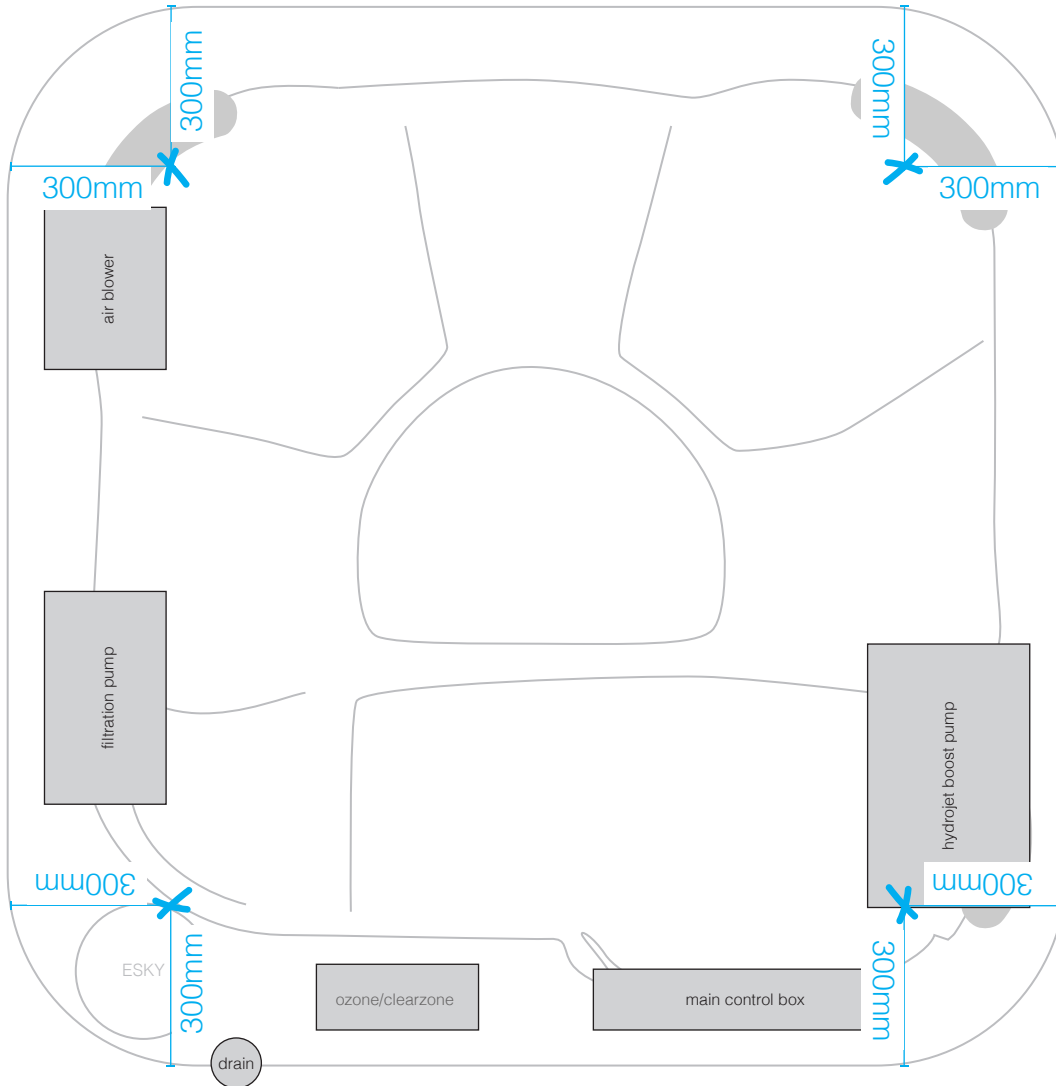 300mm
300mm
300mm
300mm
air blower
filtration pump
hydrojet boost pump
300mm
300mm
ESKY
300mm
300mm
ozone/clearzone
main control box
drain